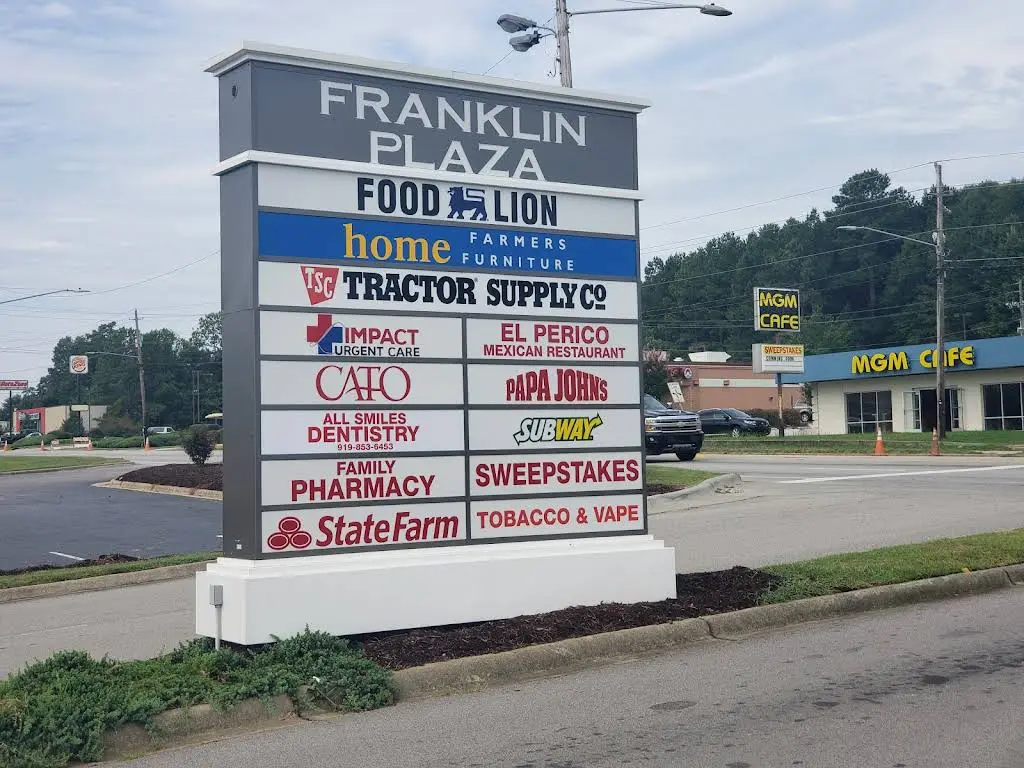 FRANKLIN
PLAZA
FOOD LION
home FARMERS
FURNITURE
TSC TRACTOR SUPPLY CO
IMPACT
URGENT CARE
EL PERICO
MEXICAN RESTAURANT
CATO
PAPA JOHNS
ALL SMILES
DENTISTRY
919-853-6453
SUBWAY
FAMILY
PHARMACY
SWEEPSTAKES
State Farm
TOBACCO & VAPE
MGM
CAFE
SWEEPSTAKES
MGM CAFE